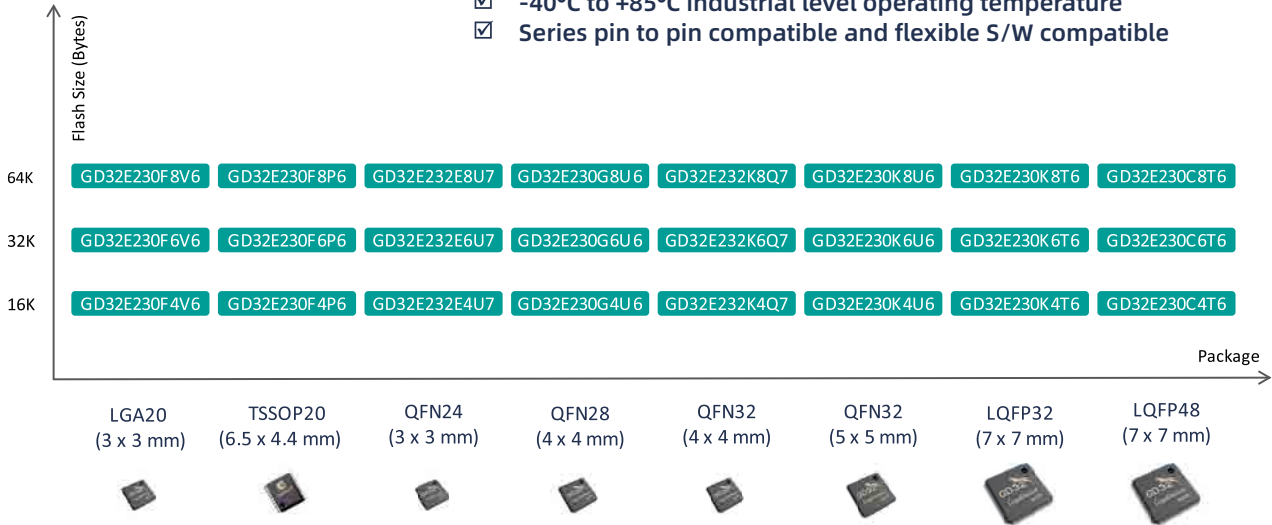 -40°C to +85°C industrial level operating temperature
Series pin to pin compatible and flexible S/W compatible
Flash Size (Bytes)
64K GD32E230F8V6 GD32E230F8P6 GD32E232E8U7 GD32E230G8U6 GD32E232K8Q7 GD32E230K8U6 GD32E230K8T6 GD32E230C8T6
32K GD32E230F6V6 GD32E230F6P6 GD32E232E6U7 GD32E230G6U6 GD32E232K6Q7 GD32E230K6U6 GD32E230K6T6 GD32E230C6T6
16K GD32E230F4V6 GD32E230F4P6 GD32E232E4U7 GD32E230G4U6 GD32E232K4Q7 GD32E230K4U6 GD32E230K4T6 GD32E230C4T6
Package
LGA20 TSSOP20 QFN24 QFN28 QFN32 QFN32 LQFP32 LQFP48
(3 x 3 mm) (6.5 x 4.4 mm) (3 x 3 mm) (4 x 4 mm) (4 x 4 mm) (5 x 5 mm) (7 x 7 mm) (7 x 7 mm)
GD32 GD32